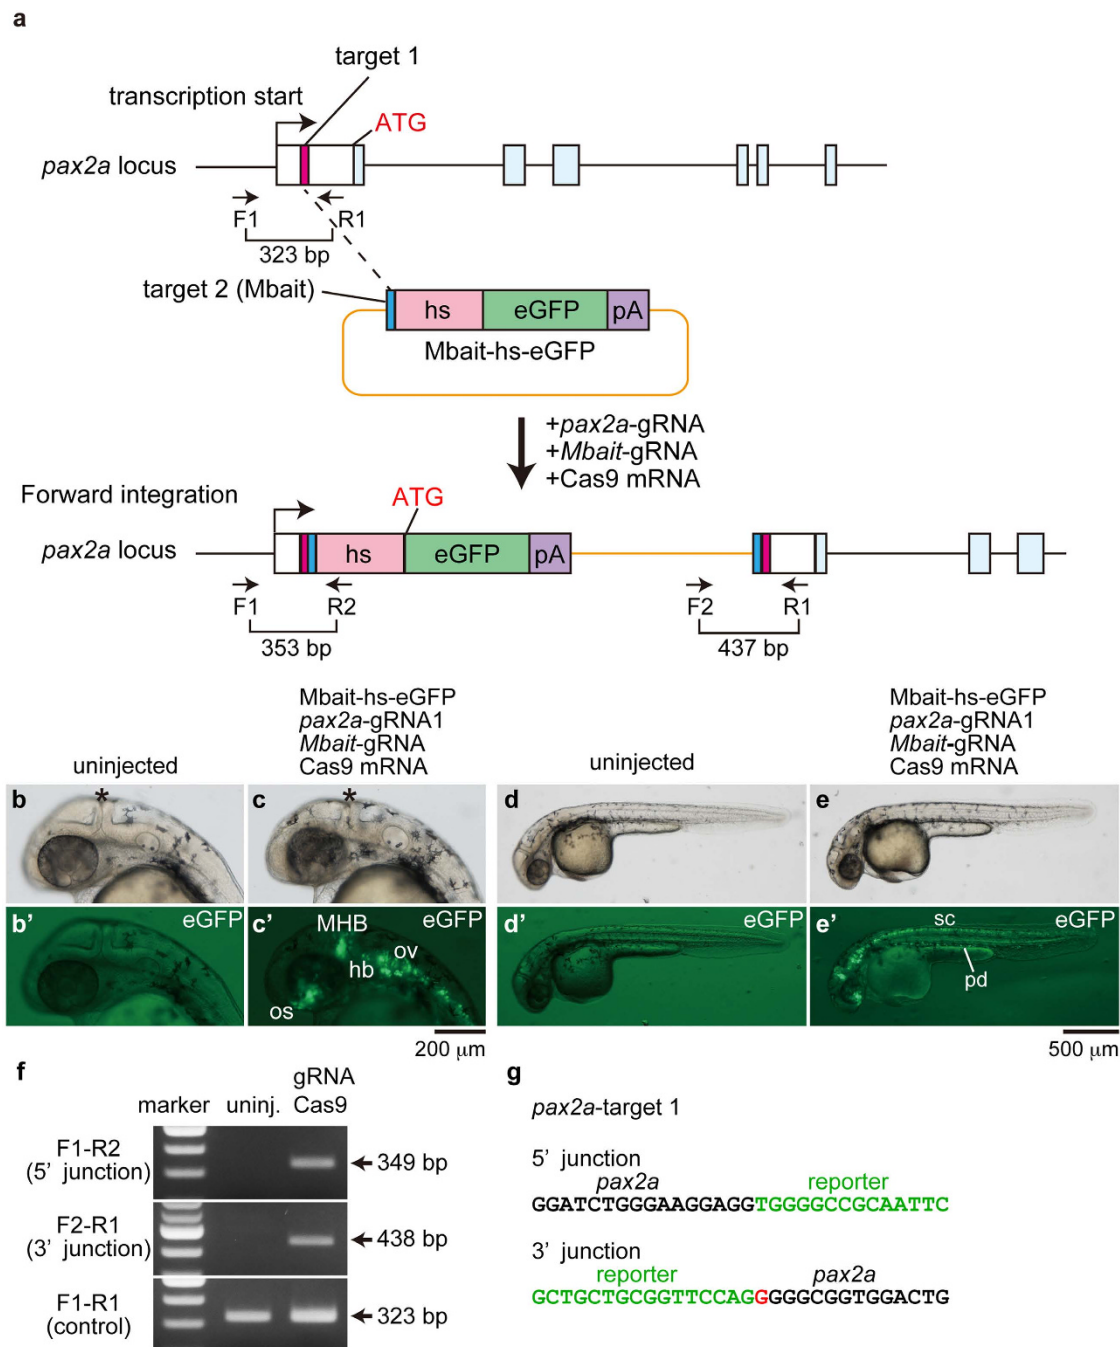 a
target 1
transcription start
ATG
pax2a locus
F1
R1
323 bp
target 2 (Mbait)
hs
eGFP
pA
Mbait-hs-eGFP
+pax2a-gRNA
+Mbait-gRNA
+Cas9 mRNA
Forward integration
ATG
pax2a locus
hs
eGFP
pA
F1
R2
F2
R1
353 bp
437 bp
uninjected
Mbait-hs-eGFP
pax2a-gRNA1
Mbait-gRNA
Cas9 mRNA
uninjected
Mbait-hs-eGFP
pax2a-gRNA1
Mbait-gRNA
Cas9 mRNA
b
*
c
*
d
e
b'
eGFP
c'
MHB
eGFP
ov
hb
os
d'
eGFP
e'
sc
eGFP
pd
200 μm
500 μm
f
marker
uninj.
gRNA
Cas9
F1-R2
(5' junction)
349 bp
F2-R1
(3' junction)
438 bp
F1-R1
(control)
323 bp
g
pax2a-target 1
5' junction
pax2a
reporter
GGATCTGGGAAGGAGGTGGGGCCGCAATTC
3' junction
reporter
pax2a
GCTGCTGCGGTTCCAGGGGGCGGTGGACTG